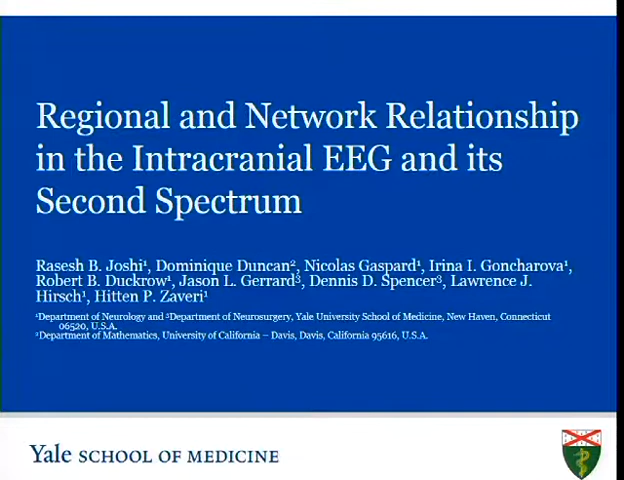 Regional and Network Relationship
in the Intracranial EEG and its
Second Spectrum
Rasesh B. Joshi¹, Dominique Duncan², Nicolas Gaspard¹, Irina I. Goncharova¹,
Robert B. Duckrow¹, Jason L. Gerrard³, Dennis D. Spencer³, Lawrence J.
Hirsch¹, Hitten P. Zaveri¹
¹Department of Neurology and ³Department of Neurosurgery, Yale University School of Medicine, New Haven, Connecticut
06520, U.S.A.
²Department of Mathematics, University of California – Davis, Davis, California 95616, U.S.A.
Yale SCHOOL OF MEDICINE